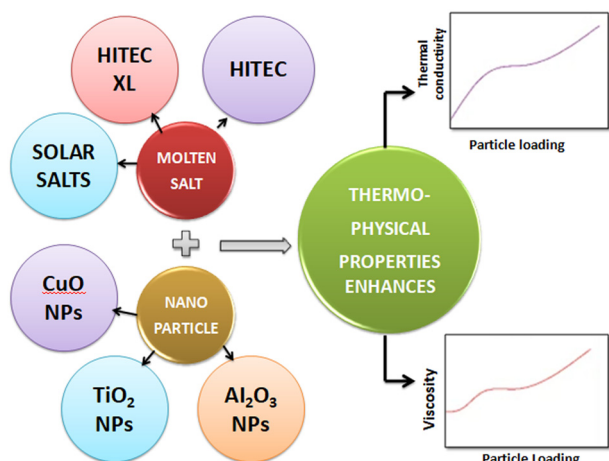 HITEC
XL
HITEC
SOLAR
SALTS
MOLTEN
SALT
CuO
NPs
NANO
PARTICLE
TiO₂
NPs
Al₂O₃
NPs
THERMO-
PHYSICAL
PROPERTIES
ENHANCES
Thermal
conductivity
Particle loading
Viscosity
Particle Loading